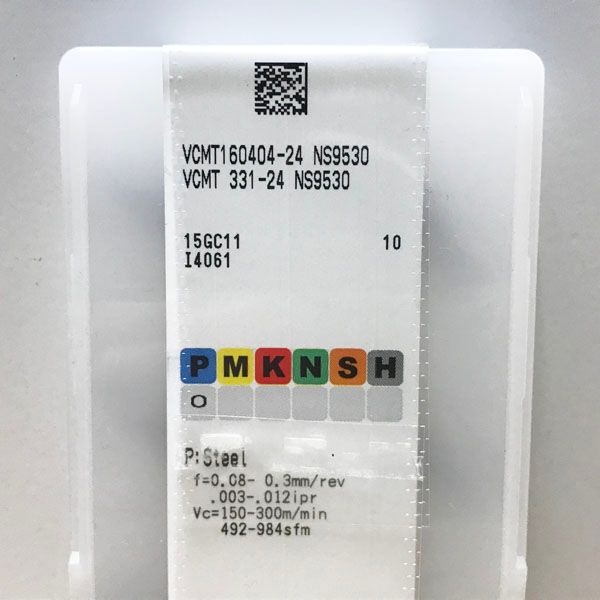 VCMT160404-24 NS9530
VCMT 331-24 NS9530
15GC11 10
I4061
P M K N S H
O
P:Steel
f=0.08- 0.3mm/rev
.003-.012ipr
Vc=150-300m/min
492-984sfm